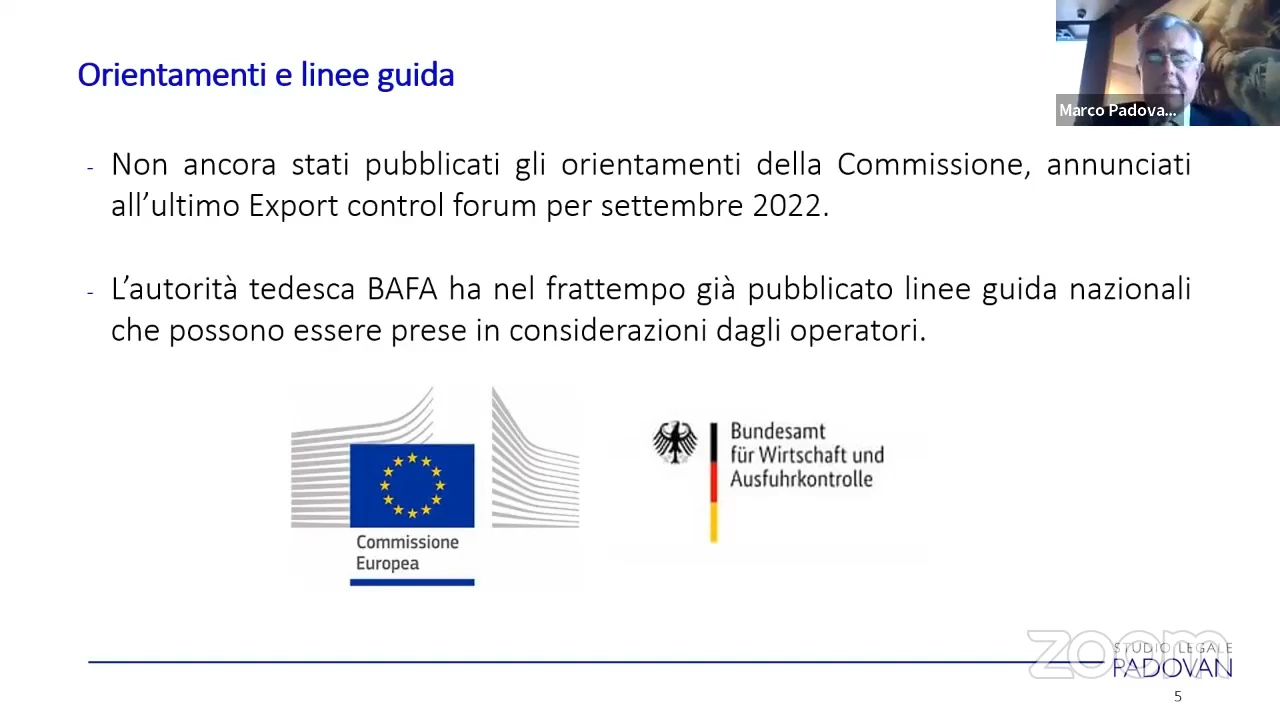 Orientamenti e linee guida
Marco Padova...
- Non ancora stati pubblicati gli orientamenti della Commissione, annunciati
all’ultimo Export control forum per settembre 2022.
- L’autorità tedesca BAFA ha nel frattempo già pubblicato linee guida nazionali
che possono essere prese in considerazioni dagli operatori.
Commissione
Europea
Bundesamt
für Wirtschaft und
Ausfuhrkontrolle
zoom
STUDIO LEGALE
PADOVAN
5